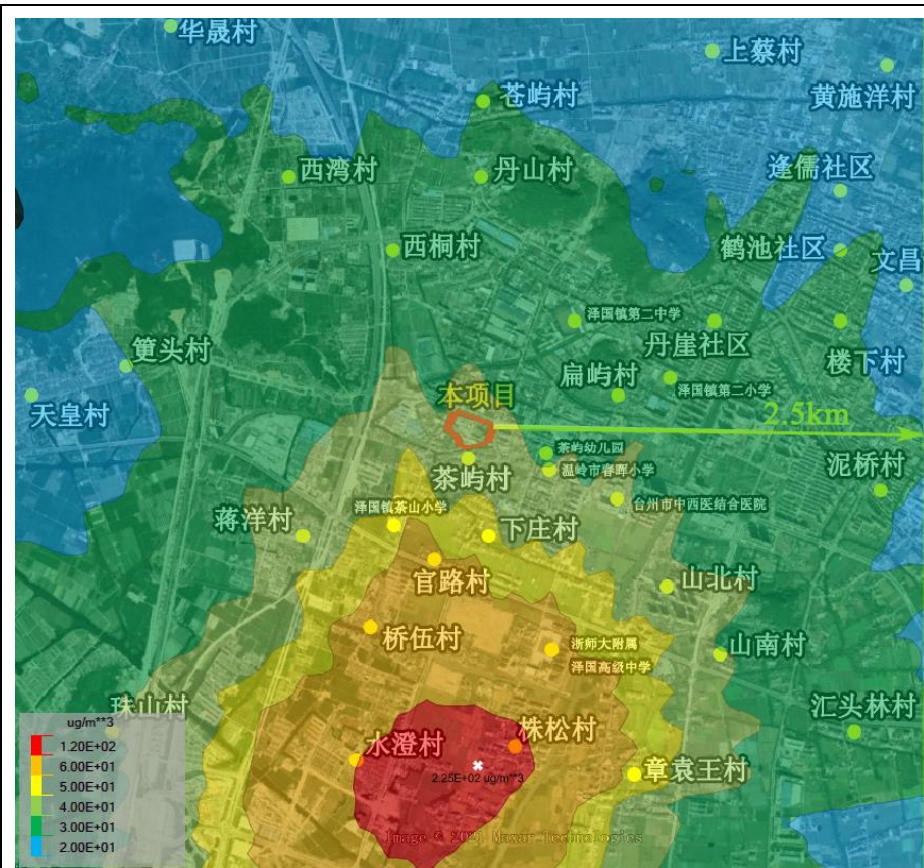 华晟村
上蔡村
苍屿村
黄施洋村
西湾村
丹山村
逢儒社区
西桐村
鹤池社区
文昌
泽国镇第二中学
丹崖社区
箕头村
楼下村
扁屿村
泽国镇第二小学
天皇村
本项目
2.5km
茶屿幼儿园
温岭市春晖小学
泥桥村
茶屿村
台州市中西医结合医院
泽国镇茶山小学
蒋洋村
下庄村
官路村
山北村
桥伍村
浙师大附属
泽国高级中学
山南村
珠山村
汇头林村
ug/m**3
1.20E+02
6.00E+01
5.00E+01
4.00E+01
3.00E+01
2.00E+01
水澄村
株松村
2.25E+02 ug/m**3
章袁王村
Image © 2021 Maxar Technologies